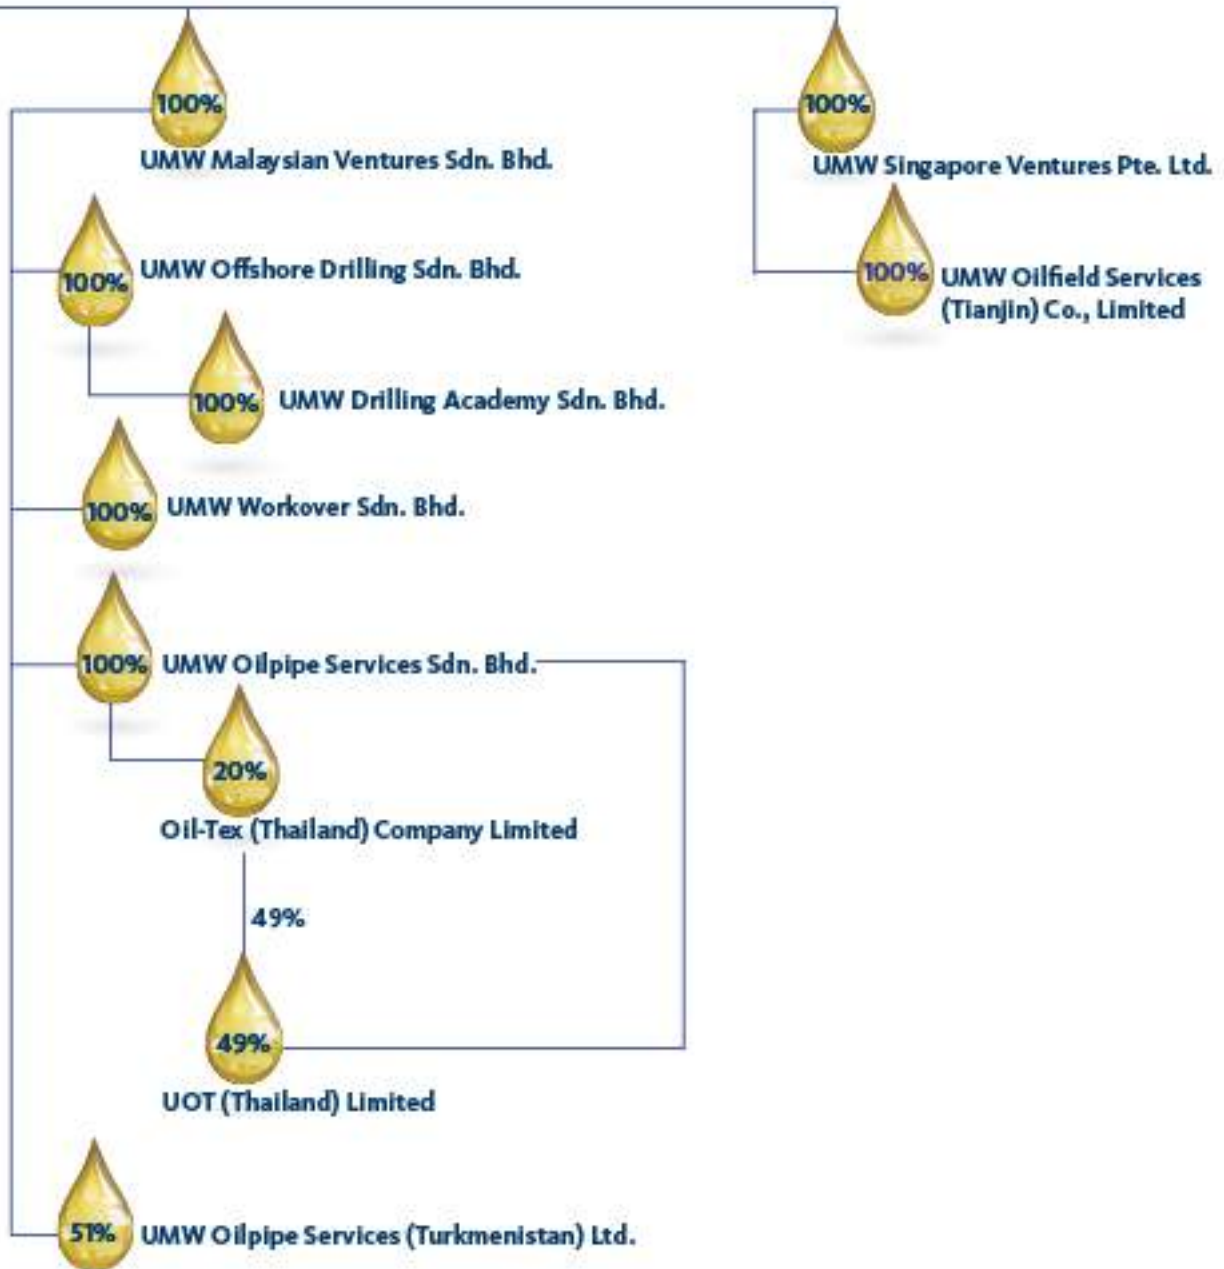 100%
UMW Malaysian Ventures Sdn. Bhd.
100%
UMW Offshore Drilling Sdn. Bhd.
100%
UMW Drilling Academy Sdn. Bhd.
100%
UMW Workover Sdn. Bhd.
100%
UMW Oilpipe Services Sdn. Bhd.
20%
Oil-Tex (Thailand) Company Limited
49%
49%
UOT (Thailand) Limited
51%
UMW Oilpipe Services (Turkmenistan) Ltd.
100%
UMW Singapore Ventures Pte. Ltd.
100%
UMW Oilfield Services
(Tianjin) Co., Limited